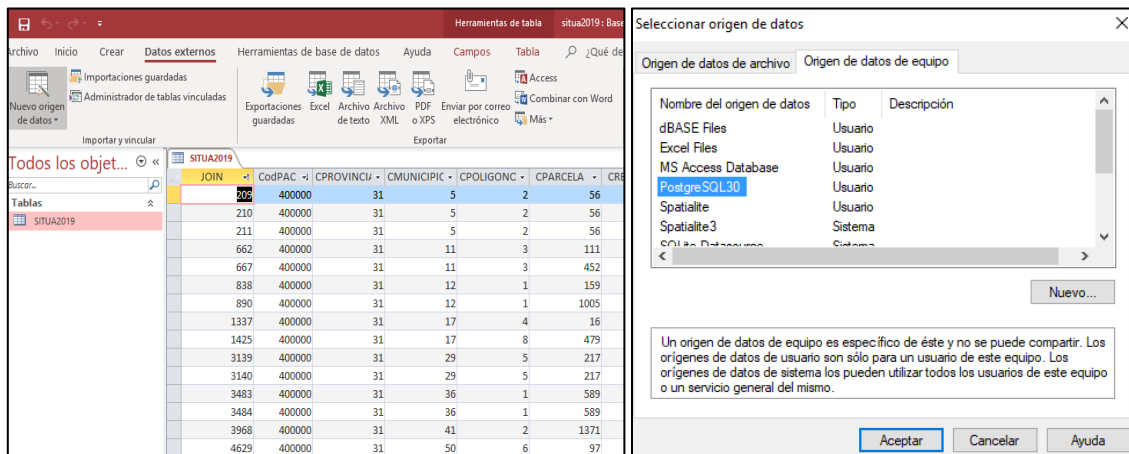 Herramientas de tabla situa2019 : Base
Archivo Inicio Crear Datos externos Herramientas de base de datos Ayuda Campos Tabla ¿Qué de
Nuevo origen de datos
Importaciones guardadas
Administrador de tablas vinculadas
Importar y vincular
Exportaciones guardadas
Excel
Archivo de texto
Archivo XML
PDF o XPS
Enviar por correo electrónico
Access
Combinar con Word
Más
Exportar
Todos los objet...
Buscar...
Tablas
SITUA2019
SITUA2019
JOIN CodPAC CPROVINCIA CMUNICIPIC CPOLIGONC CPARCELA CRE
209 400000 31 5 2 56
210 400000 31 5 2 56
211 400000 31 5 2 56
662 400000 31 11 3 111
667 400000 31 11 3 452
838 400000 31 12 1 159
890 400000 31 12 1 1005
1337 400000 31 17 4 16
1425 400000 31 17 8 479
3139 400000 31 29 5 217
3140 400000 31 29 5 217
3483 400000 31 36 1 589
3484 400000 31 36 1 589
3968 400000 31 41 2 1371
4629 400000 31 50 6 97
Seleccionar origen de datos
Origen de datos de archivo Origen de datos de equipo
Nombre del origen de datos Tipo Descripción
dBASE Files Usuario
Excel Files Usuario
MS Access Database Usuario
PostgreSQL30 Usuario
Spatialite Usuario
Spatialite3 Sistema
SQLite Datasource Sistema
Nuevo...
Un origen de datos de equipo es específico de éste y no se puede compartir. Los
orígenes de datos de usuario son sólo para un usuario de este equipo. Los
orígenes de datos de sistema los pueden utilizar todos los usuarios de este equipo
o un servicio general del mismo.
Aceptar Cancelar Ayuda